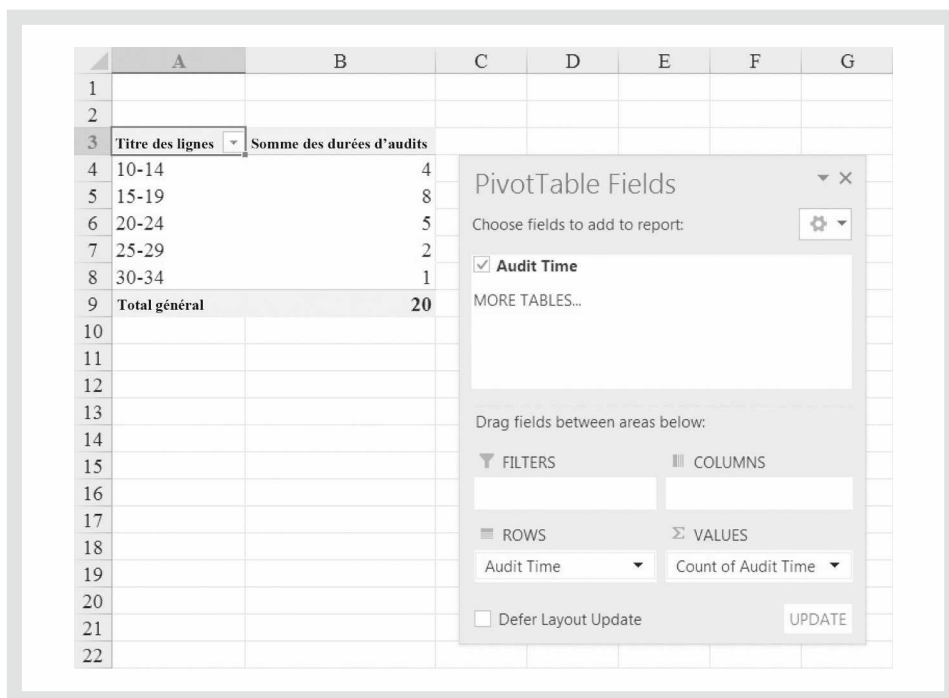 A B C D E F G
1
2
3 Titre des lignes Somme des durées d'audits
4 10-14 4
5 15-19 8
6 20-24 5
7 25-29 2
8 30-34 1
9 Total général 20
10
11
12
13
14
15
16
17
18
19
20
21
22
PivotTable Fields
Choose fields to add to report:
Audit Time
MORE TABLES...
Drag fields between areas below:
FILTERS COLUMNS
ROWS Σ VALUES
Audit Time Count of Audit Time
Defer Layout Update UPDATE